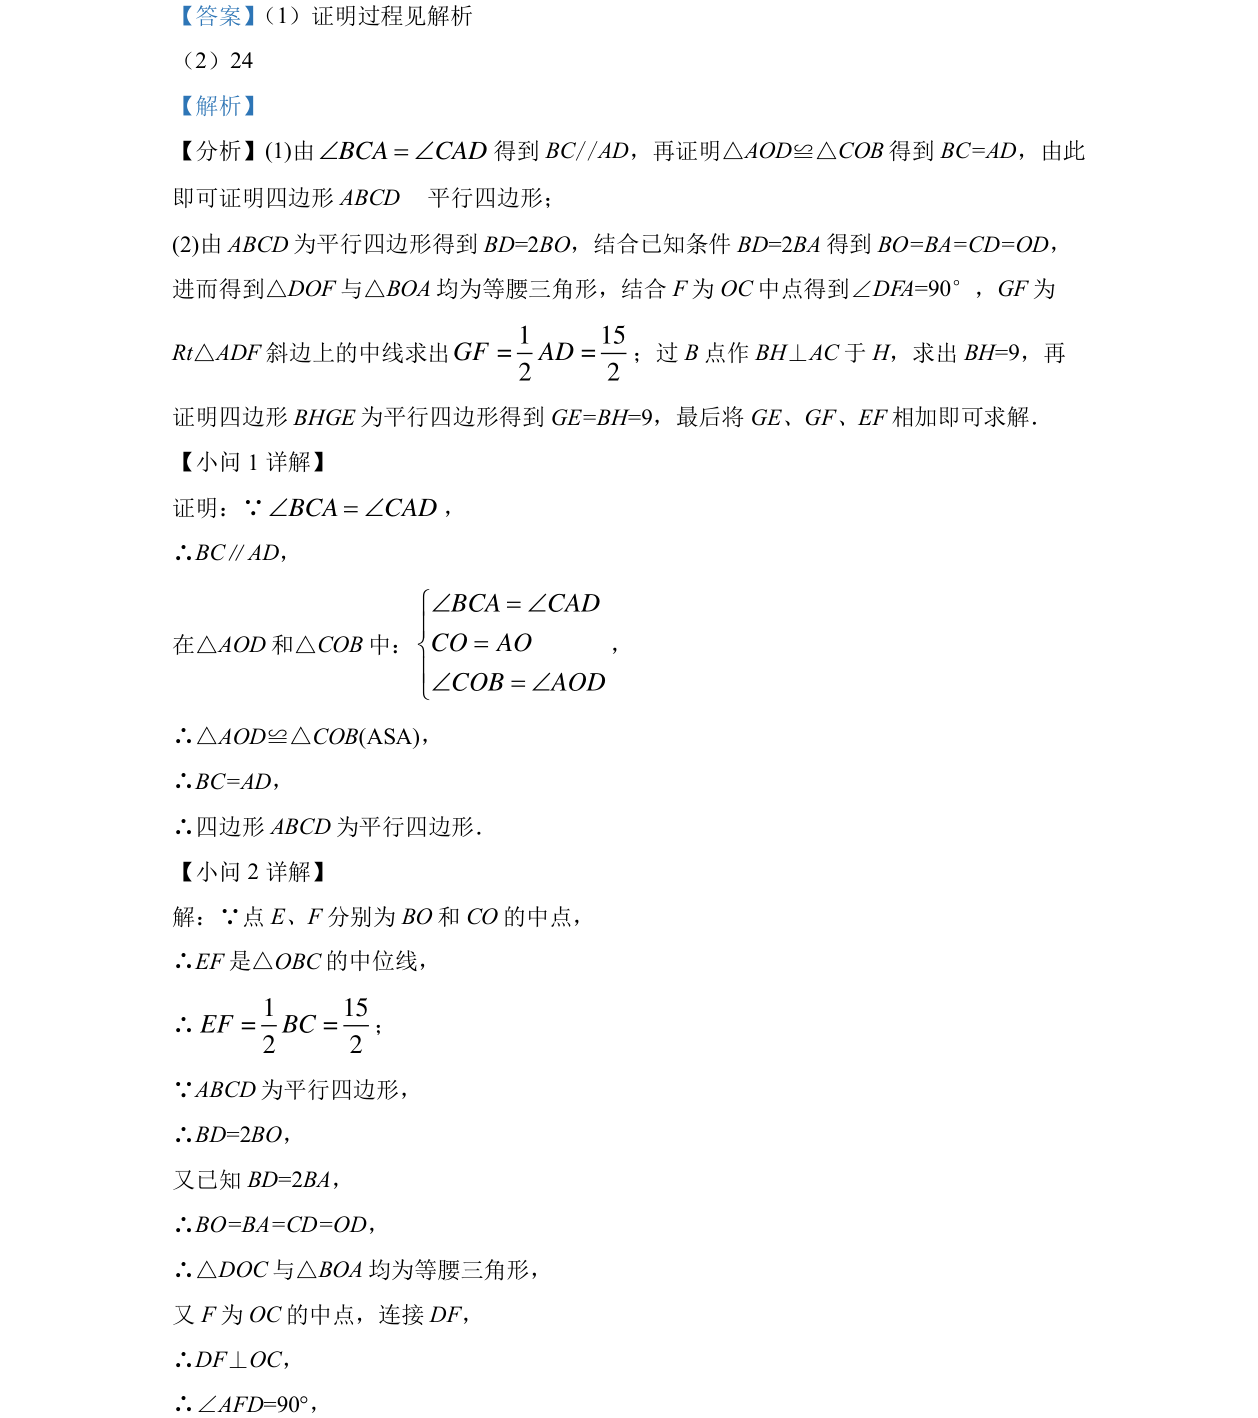 【答案】（1）证明过程见解析
（2）24
【解析】
【分析】(1)由∠BCA = ∠CAD 得到 BC//AD，再证明△AOD≌△COB 得到 BC=AD，由此
即可证明四边形 ABCD 平行四边形；
(2)由 ABCD 为平行四边形得到 BD=2BO，结合已知条件 BD=2BA 得到 BO=BA=CD=OD，
进而得到△DOF 与△BOA 均为等腰三角形，结合 F 为 OC 中点得到∠DFA=90°，GF 为
Rt△ADF 斜边上的中线求出 GF = 1/2 AD = 15/2；过 B 点作 BH⊥AC 于 H，求出 BH=9，再
证明四边形 BHGE 为平行四边形得到 GE=BH=9，最后将 GE、GF、EF 相加即可求解．
【小问 1 详解】
证明：∵∠BCA = ∠CAD，
∴BC∥AD，
在△AOD 和△COB 中：{∠BCA = ∠CAD
CO = AO
∠COB = ∠AOD，
∴△AOD≌△COB(ASA)，
∴BC=AD，
∴四边形 ABCD 为平行四边形．
【小问 2 详解】
解：∵点 E、F 分别为 BO 和 CO 的中点，
∴EF 是△OBC 的中位线，
∴EF = 1/2 BC = 15/2；
∵ABCD 为平行四边形，
∴BD=2BO，
又已知 BD=2BA，
∴BO=BA=CD=OD，
∴△DOC 与△BOA 均为等腰三角形，
又 F 为 OC 的中点，连接 DF，
∴DF⊥OC，
∴∠AFD=90°，